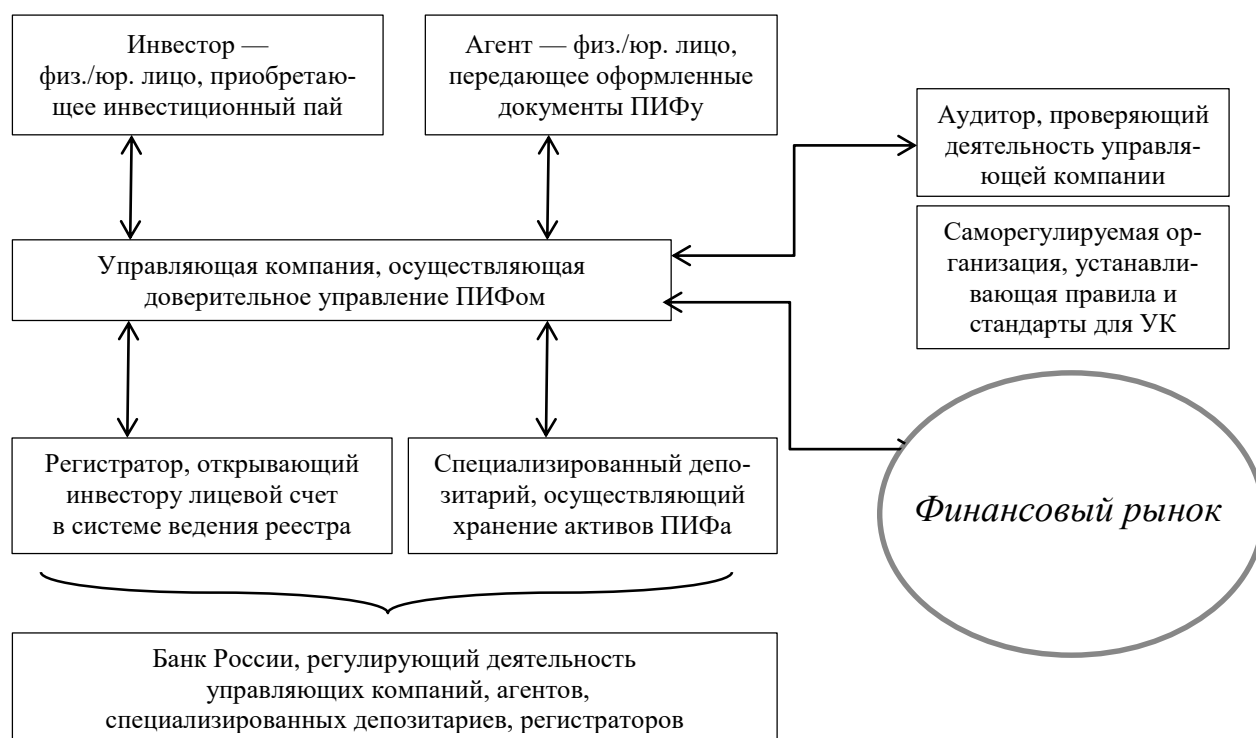 Инвестор —
физ./юр. лицо, приобретаю-
щее инвестиционный пай
Агент — физ./юр. лицо,
передающее оформленные
документы ПИФу
Аудитор, проверяющий
деятельность управля-
ющей компании
Саморегулируемая ор-
ганизация, устанавли-
вающая правила и
стандарты для УК
Управляющая компания, осуществляющая
доверительное управление ПИФом
Регистратор, открывающий
инвестору лицевой счет
в системе ведения реестра
Специализированный депо-
зитарий, осуществляющий
хранение активов ПИФа
Финансовый рынок
Банк России, регулирующий деятельность
управляющих компаний, агентов,
специализированных депозитариев, регистраторов